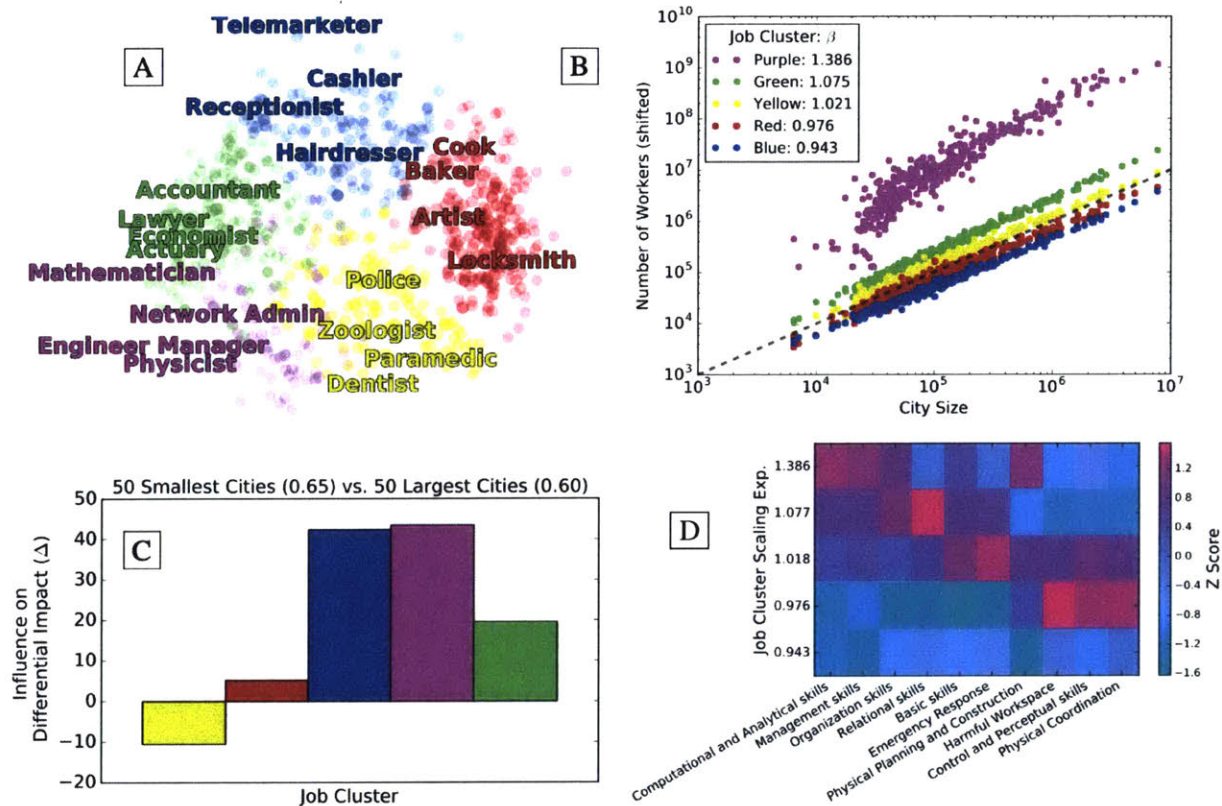 A
Telemarketer
Cashier
Receptionist
Hairdresser
Cook
Baker
Accountant
Artist
Lawyer
Economist
Actuary
Locksmith
Mathematician
Police
Network Admin
Zoologist
Engineer Manager
Physicist
Paramedic
Dentist
B
Number of Workers (shifted)
10^10
10^9
10^8
10^7
10^6
10^5
10^4
10^3
Job Cluster: β
Purple: 1.386
Green: 1.075
Yellow: 1.021
Red: 0.976
Blue: 0.943
10^3 10^4 10^5 10^6 10^7
City Size
50 Smallest Cities (0.65) vs. 50 Largest Cities (0.60)
C
Influence on
Differential Impact (Δ)
50
40
30
20
10
0
−10
−20
Job Cluster
D
Job Cluster Scaling Exp.
1.386
1.077
1.018
0.976
0.943
Computational and Analytical skills
Management skills
Organization skills
Relational skills
Basic skills
Emergency Response
Physical Planning and Construction
Harmful Workspace
Control and Perceptual skills
Physical Coordination
1.2
0.8
0.4
0.0
−0.4
−0.8
−1.2
−1.6
Z Score